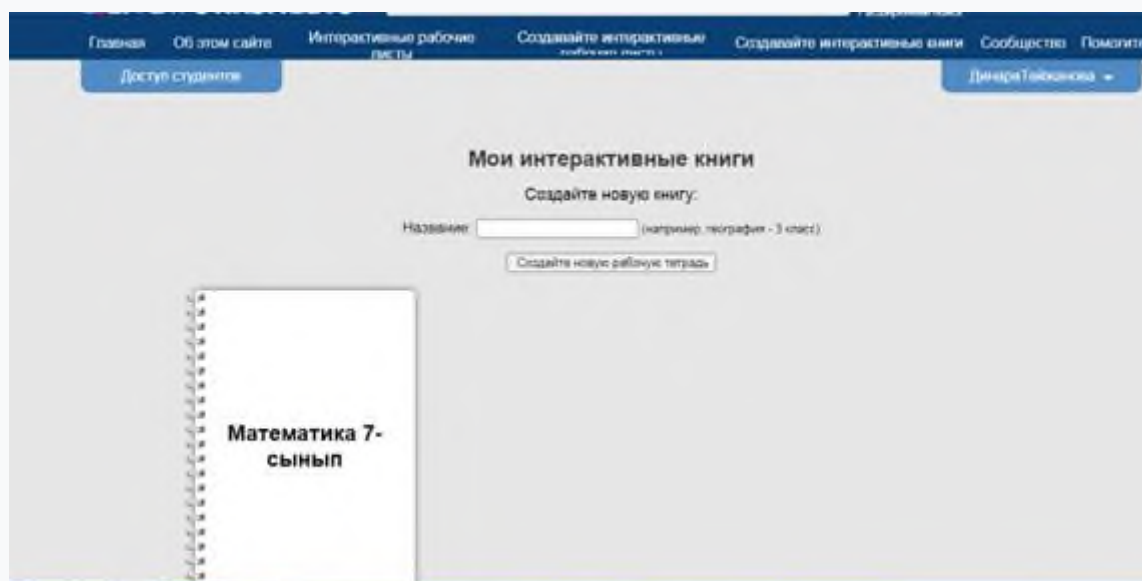 Главная Об этом сайте Интерактивные рабочие листы Создавайте интерактивные рабочие листы Создавайте интерактивные книги Сообщество Помогите
Доступ студентов
Мои интерактивные книги
Создайте новую книгу:
Название: (например, география - 3 класс)
Создайте новую рабочую тетрадь
Математика 7-
сынып